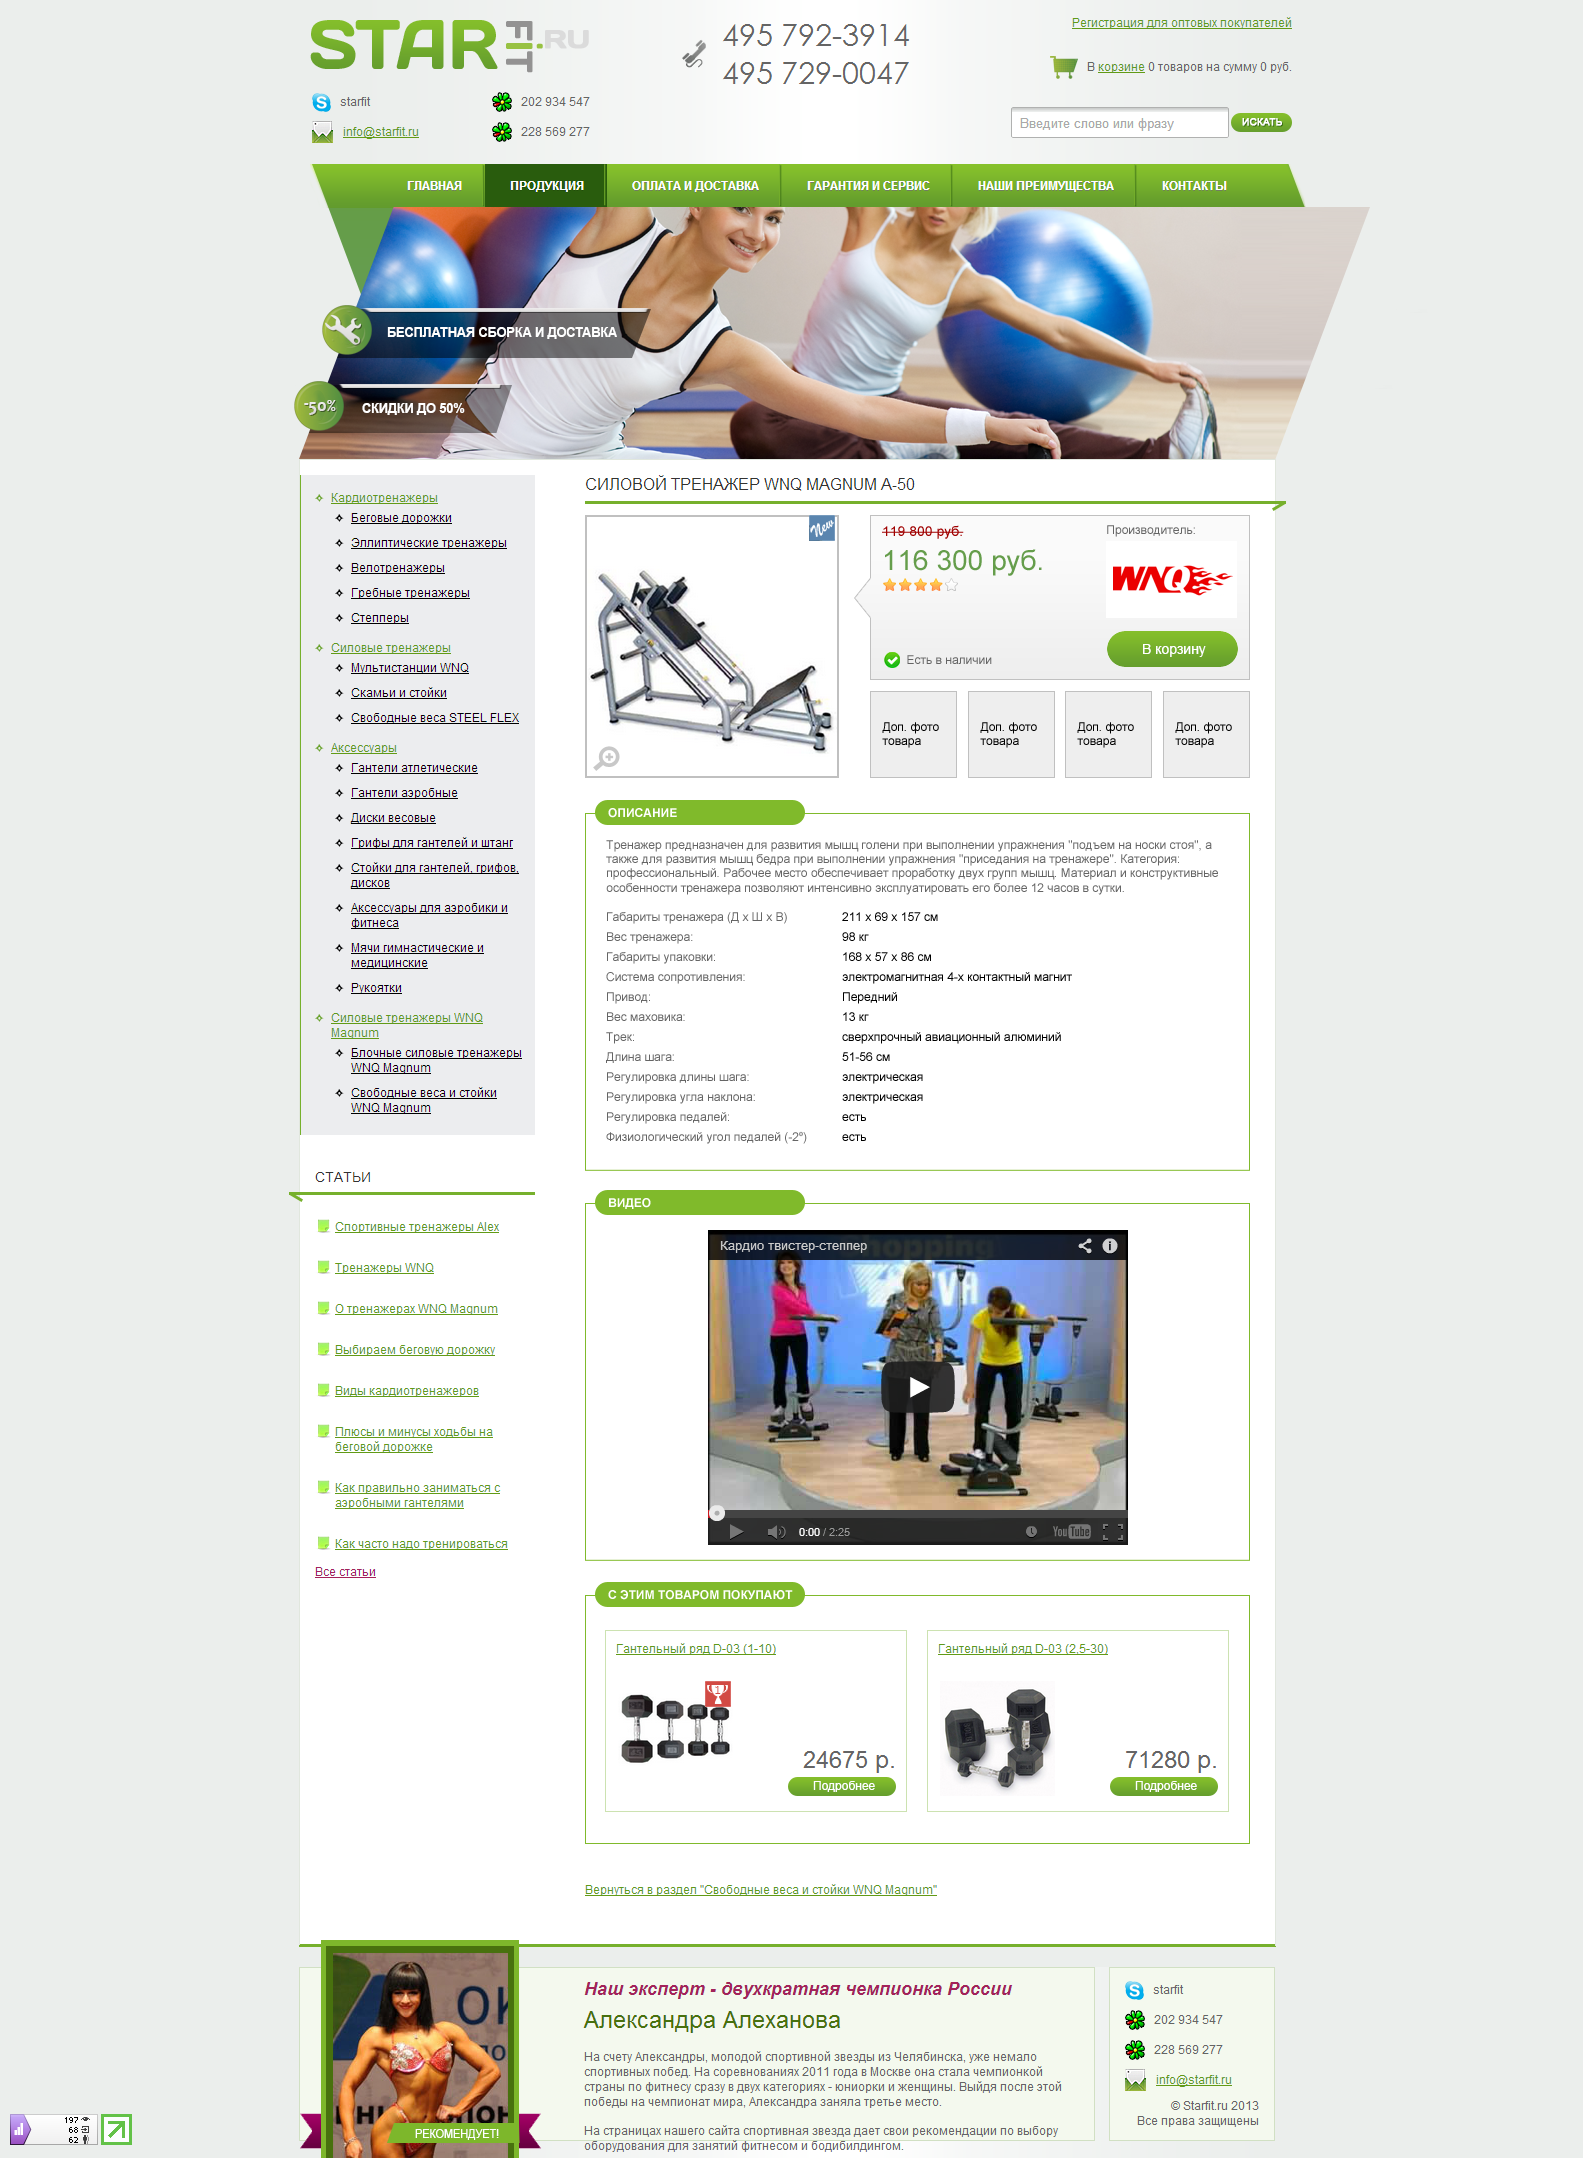 STARFIT.RU
495 792-3914
495 729-0047
Регистрация для оптовых покупателей
В корзине 0 товаров на сумму 0 руб.
starfit
202 934 547
info@starfit.ru
228 569 277
Введите слово или фразу
ИСКАТЬ
ГЛАВНАЯ
ПРОДУКЦИЯ
ОПЛАТА И ДОСТАВКА
ГАРАНТИЯ И СЕРВИС
НАШИ ПРЕИМУЩЕСТВА
КОНТАКТЫ
БЕСПЛАТНАЯ СБОРКА И ДОСТАВКА
-50%
СКИДКИ ДО 50%
Кардиотренажеры
Беговые дорожки
Эллиптические тренажеры
Велотренажеры
Гребные тренажеры
Степперы
Силовые тренажеры
Мультистанции WNQ
Скамьи и стойки
Свободные веса STEEL FLEX
Аксессуары
Гантели атлетические
Гантели аэробные
Диски весовые
Грифы для гантелей и штанг
Стойки для гантелей, грифов,
дисков
Аксессуары для аэробики и
фитнеса
Мячи гимнастические и
медицинские
Рукоятки
Силовые тренажеры WNQ
Magnum
Блочные силовые тренажеры
WNQ Magnum
Свободные веса и стойки
WNQ Magnum
СТАТЬИ
Спортивные тренажеры Alex
Тренажеры WNQ
О тренажерах WNQ Magnum
Выбираем беговую дорожку
Виды кардиотренажеров
Плюсы и минусы ходьбы на
беговой дорожке
Как правильно заниматься с
аэробными гантелями
Как часто надо тренироваться
Все статьи
СИЛОВОЙ ТРЕНАЖЕР WNQ MAGNUM A-50
New
119 800 руб.
116 300 руб.
Есть в наличии
Производитель:
WNQ
В корзину
Доп. фото
товара
Доп. фото
товара
Доп. фото
товара
Доп. фото
товара
ОПИСАНИЕ
Тренажер предназначен для развития мышц голени при выполнении упражнения "подъем на носки стоя", а
также для развития мышц бедра при выполнении упражнения "приседания на тренажере". Категория:
профессиональный. Рабочее место обеспечивает проработку двух групп мышц. Материал и конструктивные
особенности тренажера позволяют интенсивно эксплуатировать его более 12 часов в сутки.
Габариты тренажера (Д x Ш x В) 211 x 69 x 157 см
Вес тренажера: 98 кг
Габариты упаковки: 168 x 57 x 86 см
Система сопротивления: электромагнитная 4-х контактный магнит
Привод: Передний
Вес маховика: 13 кг
Трек: сверхпрочный авиационный алюминий
Длина шага: 51-56 см
Регулировка длины шага: электрическая
Регулировка угла наклона: электрическая
Регулировка педалей: есть
Физиологический угол педалей (-2º) есть
ВИДЕО
Кардио твистер-степпер
hopping
VA
0:00 / 2:25
YouTube
С ЭТИМ ТОВАРОМ ПОКУПАЮТ
Гантельный ряд D-03 (1-10)
1
24675 р.
Подробнее
Гантельный ряд D-03 (2,5-30)
71280 р.
Подробнее
Вернуться в раздел "Свободные веса и стойки WNQ Magnum"
РЕКОМЕНДУЕТ!
Наш эксперт - двухкратная чемпионка России
Александра Алеханова
На счету Александры, молодой спортивной звезды из Челябинска, уже немало
спортивных побед. На соревнованиях 2011 года в Москве она стала чемпионкой
страны по фитнесу сразу в двух категориях - юниорки и женщины. Выйдя после этой
победы на чемпионат мира, Александра заняла третье место.
На страницах нашего сайта спортивная звезда дает свои рекомендации по выбору
оборудования для занятий фитнесом и бодибилдингом.
starfit
202 934 547
228 569 277
info@starfit.ru
© Starfit.ru 2013
Все права защищены
197
68
62